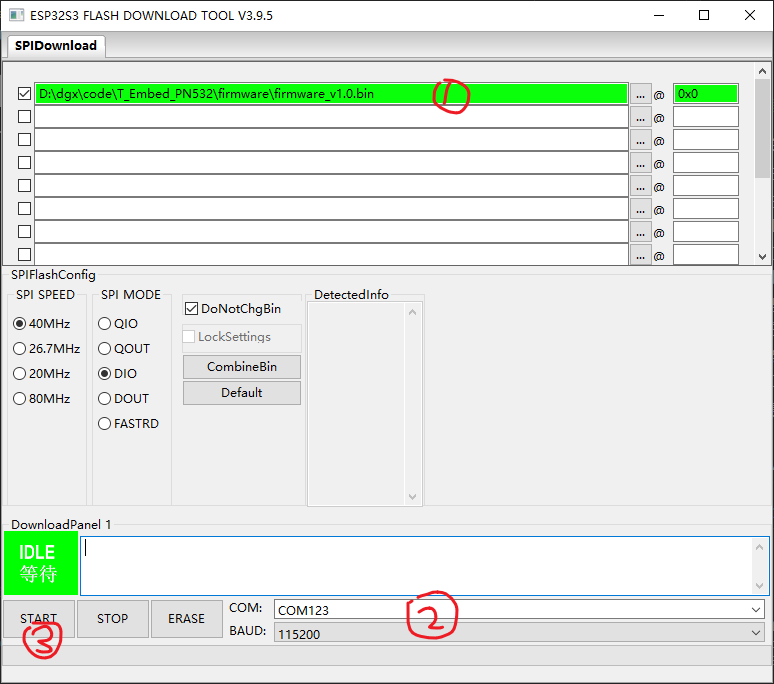 ESP32S3 FLASH DOWNLOAD TOOL V3.9.5
SPIDownload
D:\dgx\code\T_Embed_PN532\firmware\firmware_v1.0.bin ① ... @ 0x0
... @
... @
... @
... @
... @
... @
... @
SPIFlashConfig
SPI SPEED
40MHz
26.7MHz
20MHz
80MHz
SPI MODE
QIO
QOUT
DIO
DOUT
FASTRD
DoNotChgBin
LockSettings
CombineBin
Default
DetectedInfo
DownloadPanel 1
IDLE
等待
START
③
STOP
ERASE
COM: COM123
②
BAUD: 115200